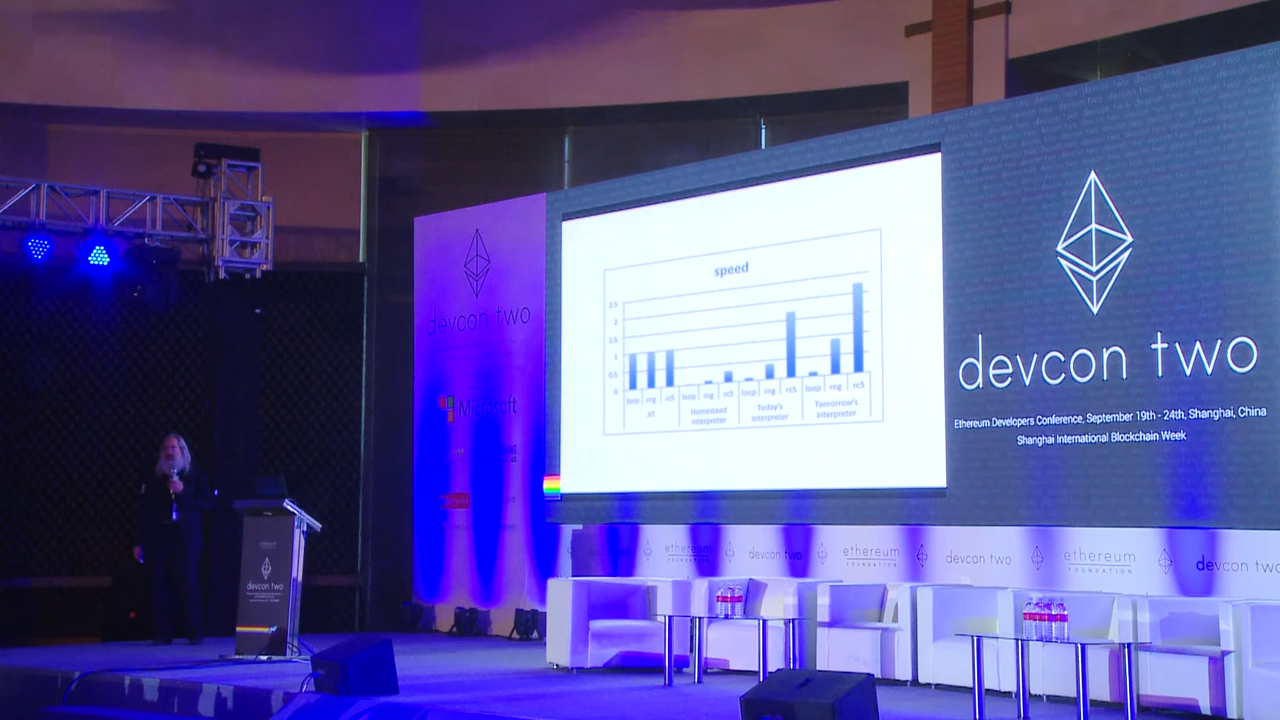 devcon two
Microsoft
speed
2.5
2
1.5
1
0.5
0
loop rng rc5 loop rng rc5 loop rng rc5 loop rng rc5
jit
Homestead interpreter
Today's interpreter
Tomorrow's interpreter
devcon two
Ethereum Developers Conference, September 19th - 24th, Shanghai, China
Shanghai International Blockchain Week
ethereum FOUNDATION
devcon two
ethereum FOUNDATION
devcon two
ethereum FOUNDATION
devcon two
devcon two